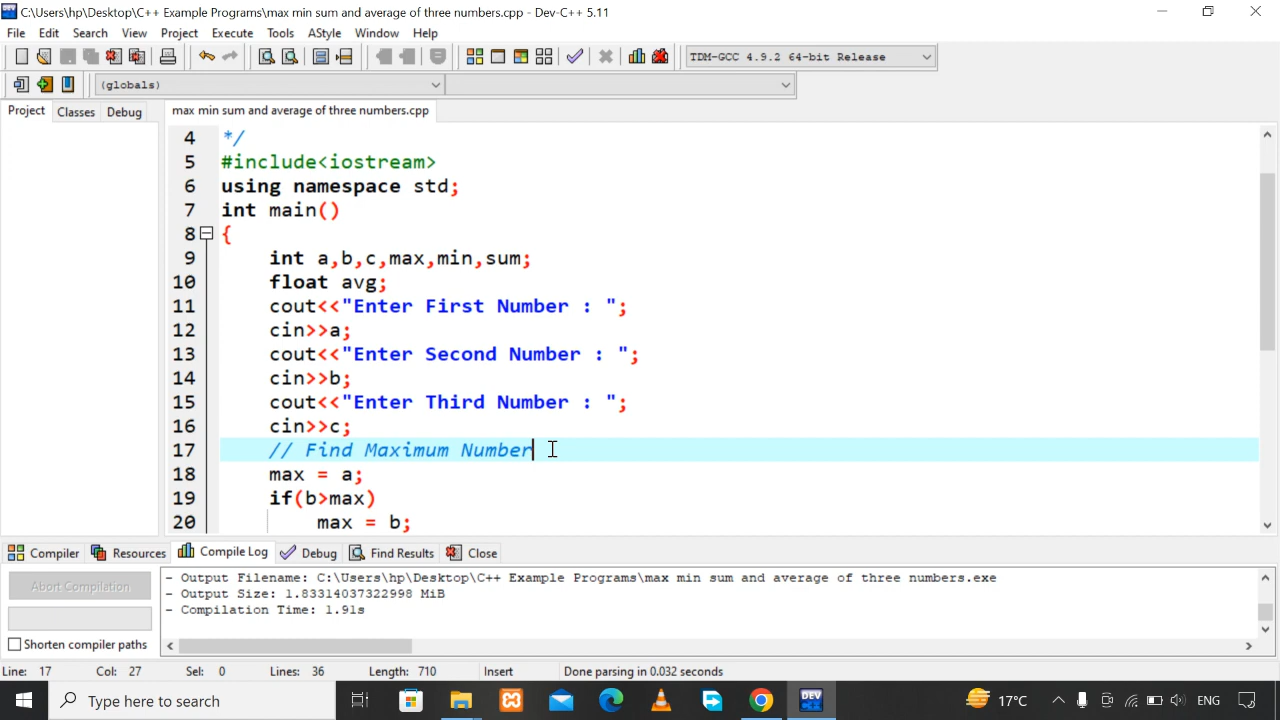 C:\Users\hp\Desktop\C++ Example Programs\max min sum and average of three numbers.cpp - Dev-C++ 5.11
File Edit Search View Project Execute Tools AStyle Window Help
TDM-GCC 4.9.2 64-bit Release
(globals)
Project Classes Debug max min sum and average of three numbers.cpp
4 */
5 #include<iostream>
6 using namespace std;
7 int main()
8 {
9 int a,b,c,max,min,sum;
10 float avg;
11 cout<<"Enter First Number : ";
12 cin>>a;
13 cout<<"Enter Second Number : ";
14 cin>>b;
15 cout<<"Enter Third Number : ";
16 cin>>c;
17 // Find Maximum Number
18 max = a;
19 if(b>max)
20 max = b;
Compiler Resources Compile Log Debug Find Results Close
Abort Compilation
Shorten compiler paths
- Output Filename: C:\Users\hp\Desktop\C++ Example Programs\max min sum and average of three numbers.exe
- Output Size: 1.83314037322998 MiB
- Compilation Time: 1.91s
Line: 17 Col: 27 Sel: 0 Lines: 36 Length: 710 Insert Done parsing in 0.032 seconds
Type here to search 17°C ENG